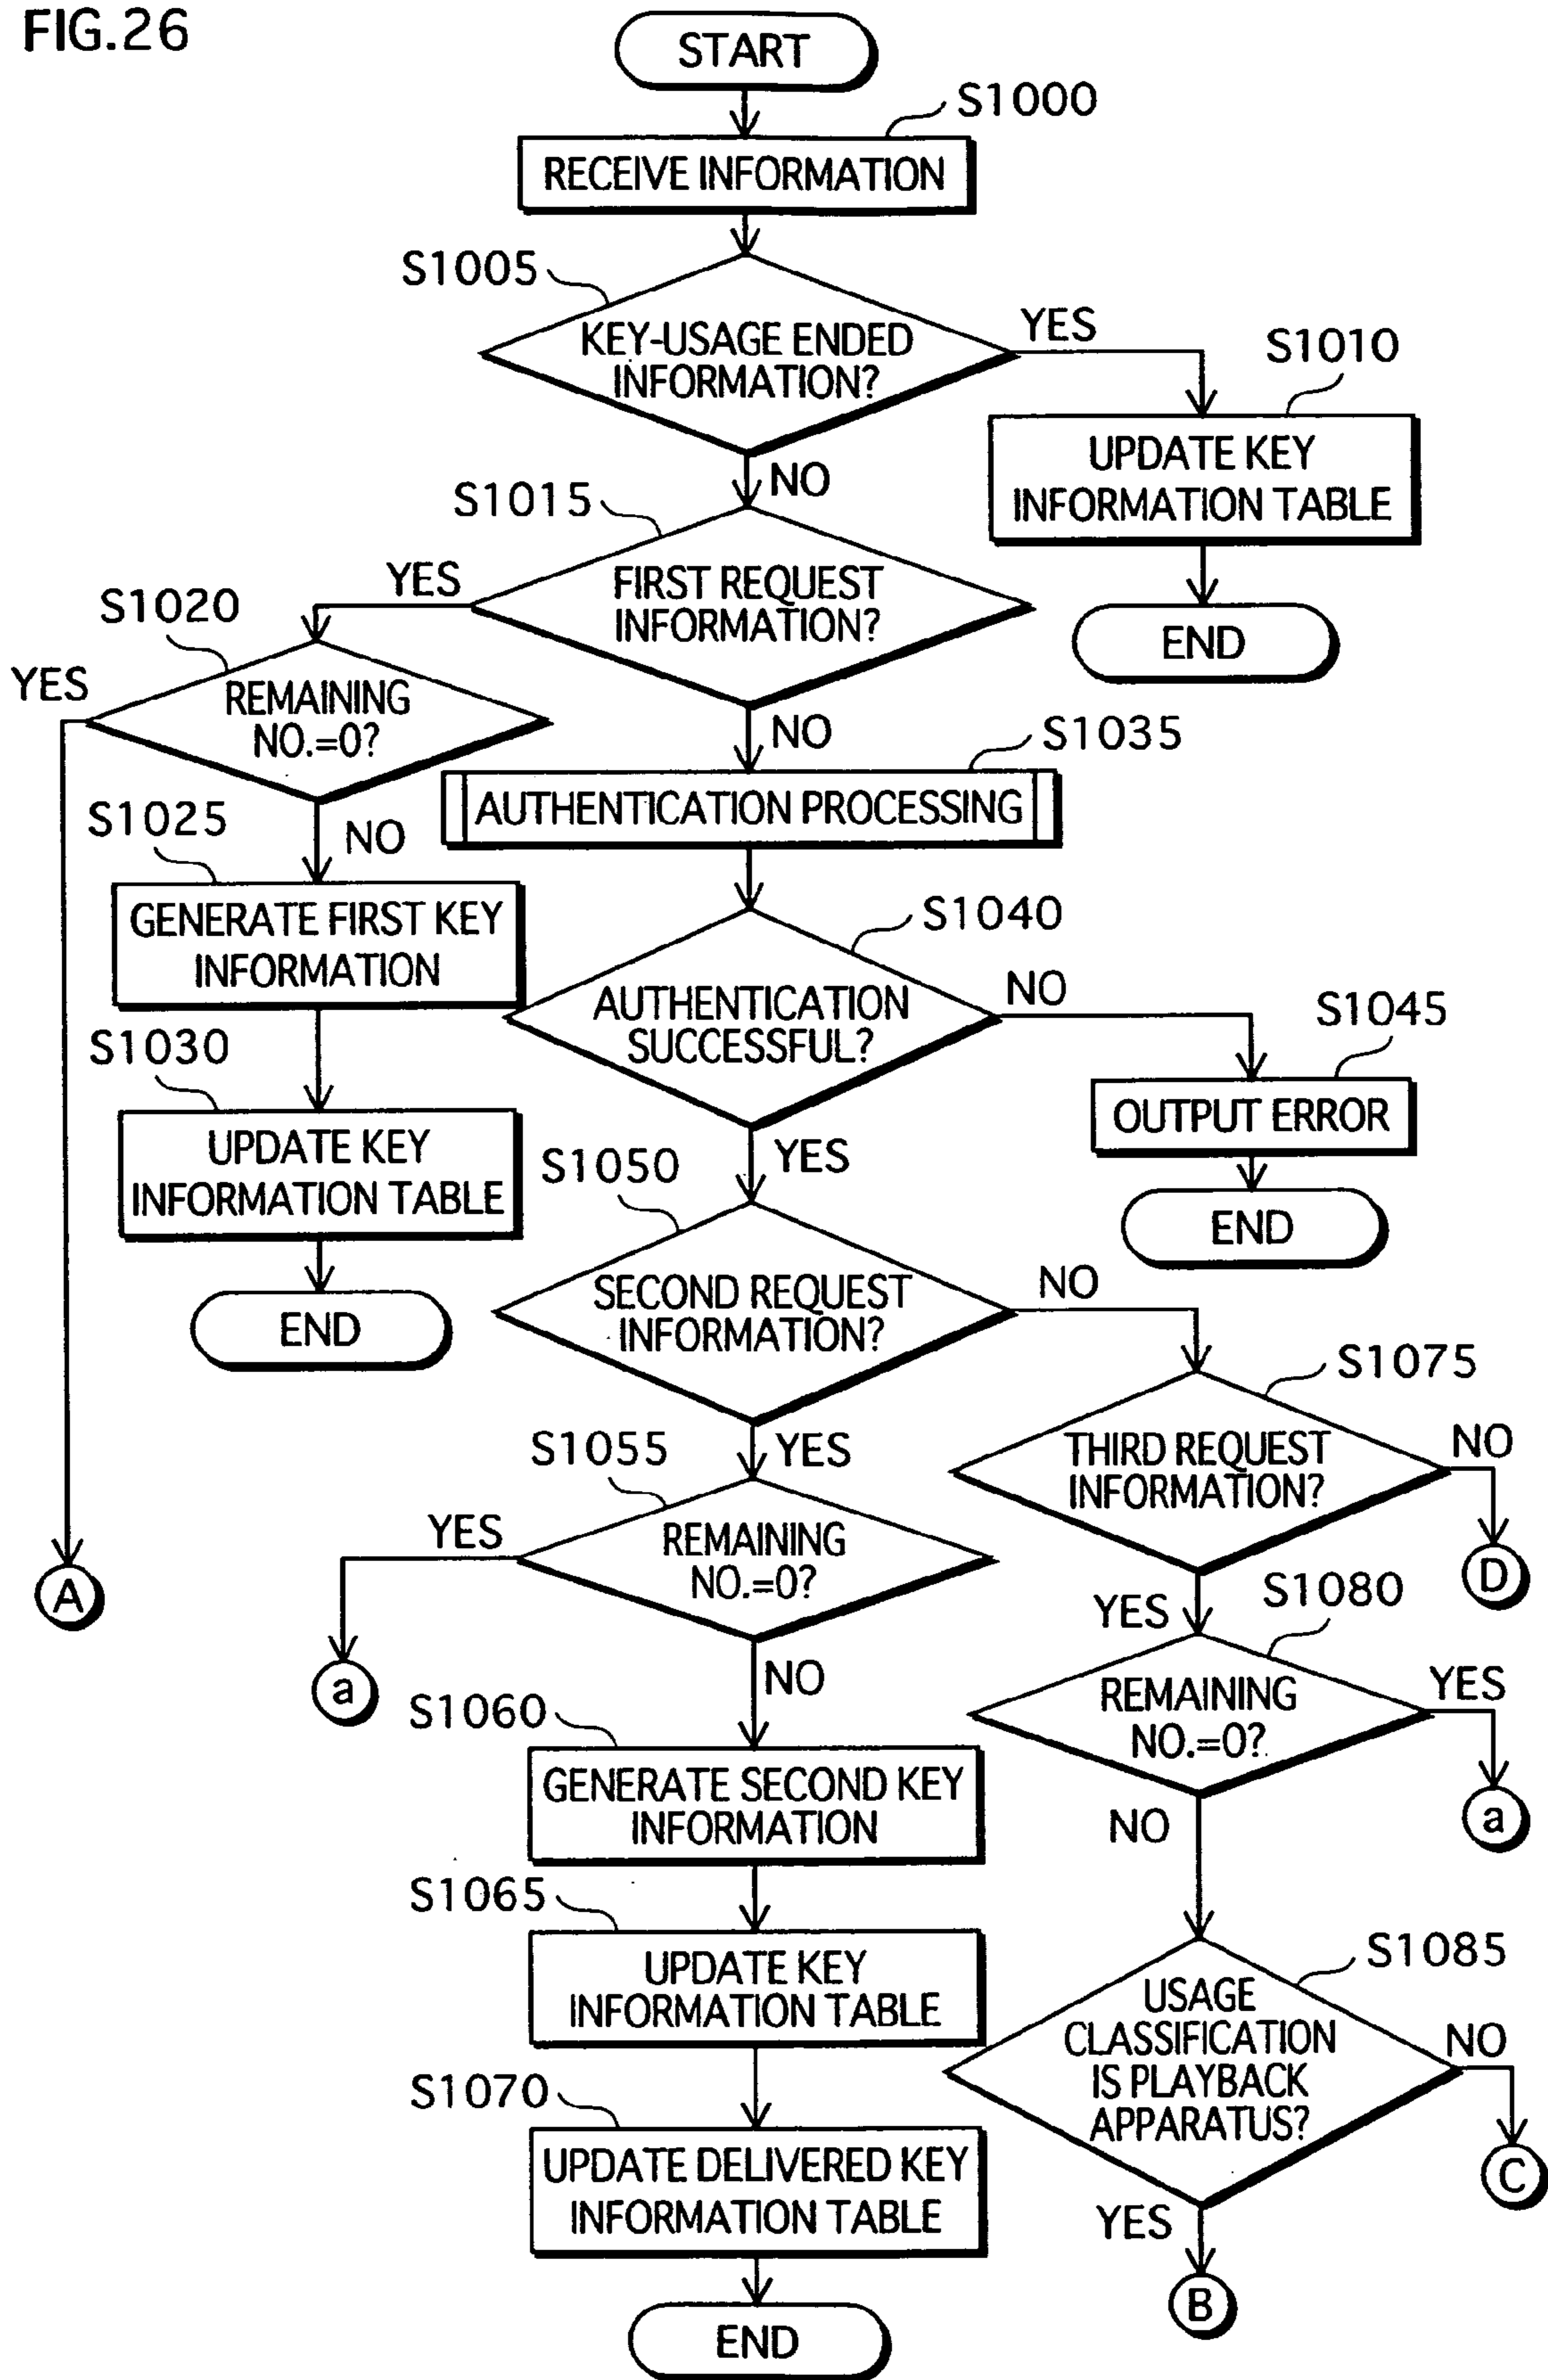 FIG.26
START
S1000
RECEIVE INFORMATION
S1005
KEY-USAGE ENDED
INFORMATION?
YES
S1010
UPDATE KEY
INFORMATION TABLE
END
NO
S1015
FIRST REQUEST
INFORMATION?
YES
S1020
REMAINING
NO.=0?
YES
NO
S1035
AUTHENTICATION PROCESSING
NO
S1025
GENERATE FIRST KEY
INFORMATION
S1030
UPDATE KEY
INFORMATION TABLE
END
A
S1040
AUTHENTICATION
SUCCESSFUL?
NO
S1045
OUTPUT ERROR
END
YES
S1050
SECOND REQUEST
INFORMATION?
NO
YES
S1055
REMAINING
NO.=0?
YES
a
NO
S1060
GENERATE SECOND KEY
INFORMATION
S1065
UPDATE KEY
INFORMATION TABLE
S1070
UPDATE DELIVERED KEY
INFORMATION TABLE
END
S1075
THIRD REQUEST
INFORMATION?
NO
D
YES
S1080
REMAINING
NO.=0?
YES
a
NO
S1085
USAGE
CLASSIFICATION
IS PLAYBACK
APPARATUS?
NO
C
YES
B